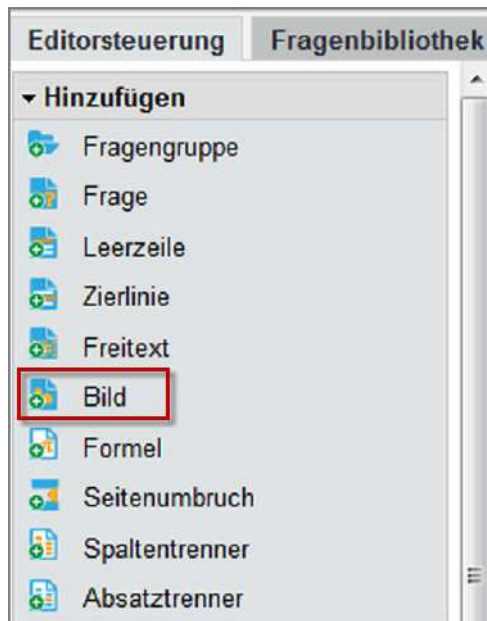 Editorsteuerung Fragenbibliothek
Hinzufügen
Fragengruppe
Frage
Leerzeile
Zierlinie
Freitext
Bild
Formel
Seitenumbruch
Spaltentrenner
Absatztrenner